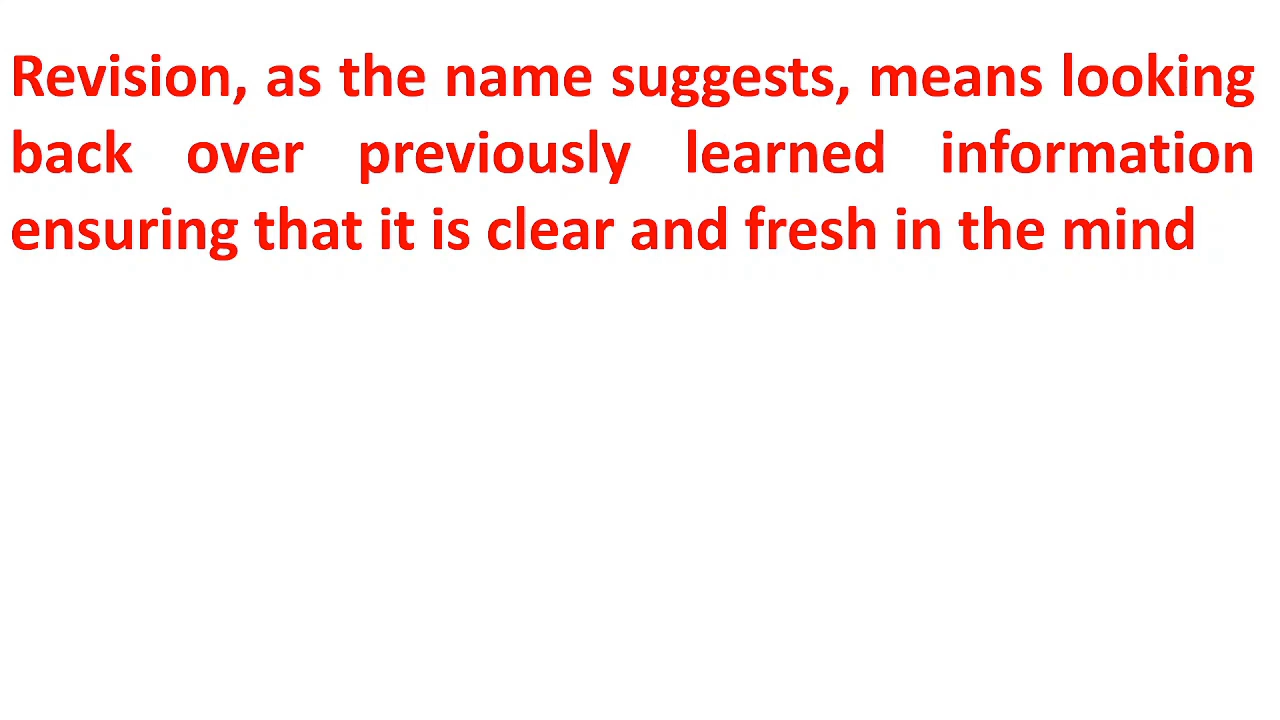 Revision, as the name suggests, means looking
back over previously learned information
ensuring that it is clear and fresh in the mind